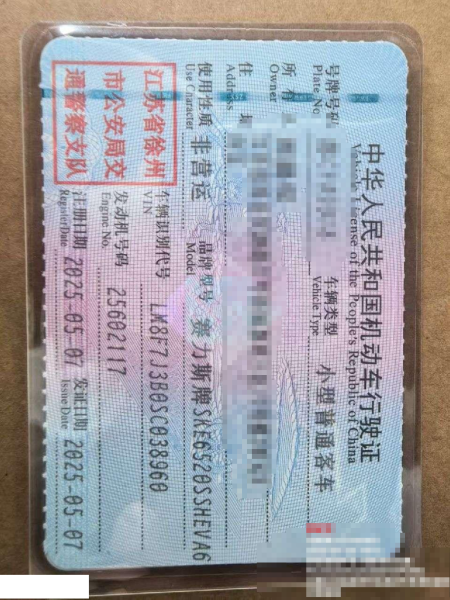 中华人民共和国机动车行驶证
Vehicle License of the People's Republic of China
号牌号码
Plate No.
车辆类型
Vehicle Type
小型普通客车
所有
Owner
住
Address
使用性质
Use Character
非营运
品牌型号
Model
赛力斯牌SKE6520SSHEVAG
江苏省徐州
市公安局交
通警察支队
车辆识别代号
VIN
LM8F7J3B0SC038960
发动机号码
Engine No.
25602117
注册日期
Register Date
2025-05-07
发证日期
Issue Date
2025-05-07